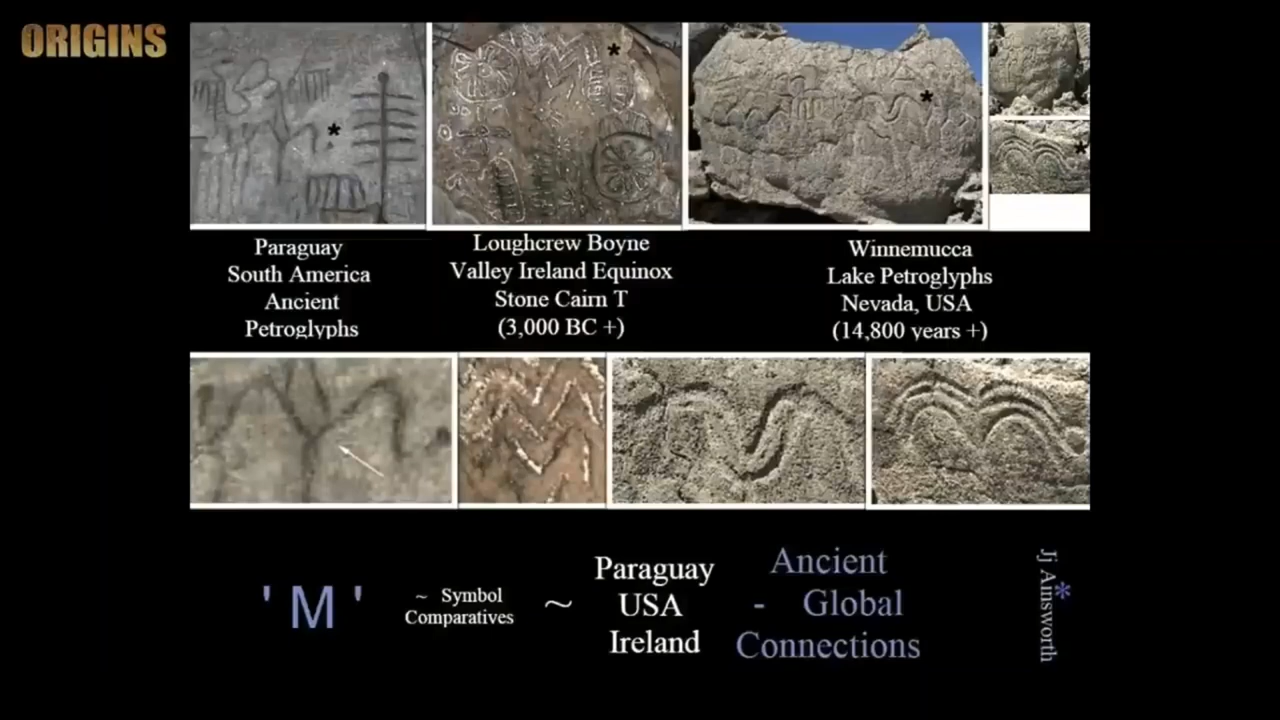 ORIGINS
Paraguay
South America
Ancient
Petroglyphs
Loughcrew Boyne
Valley Ireland Equinox
Stone Cairn T
(3,000 BC +)
Winnemucca
Lake Petroglyphs
Nevada, USA
(14,800 years +)
' M '
~ Symbol
Comparatives
~
Paraguay
USA
Ireland
Ancient
- Global
Connections
Jj Ainsworth